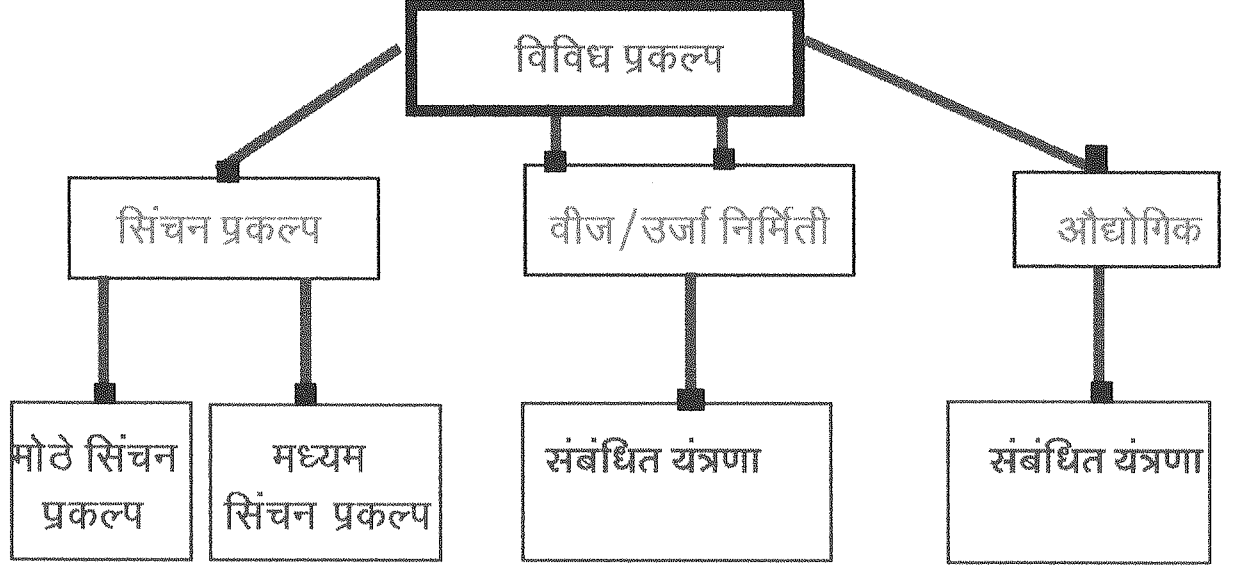 विविध प्रकल्प
सिंचन प्रकल्प
वीज/उर्जा निर्मिती
औद्योगिक
मोठे सिंचन
प्रकल्प
मध्यम
सिंचन प्रकल्प
संबंधित यंत्रणा
संबंधित यंत्रणा